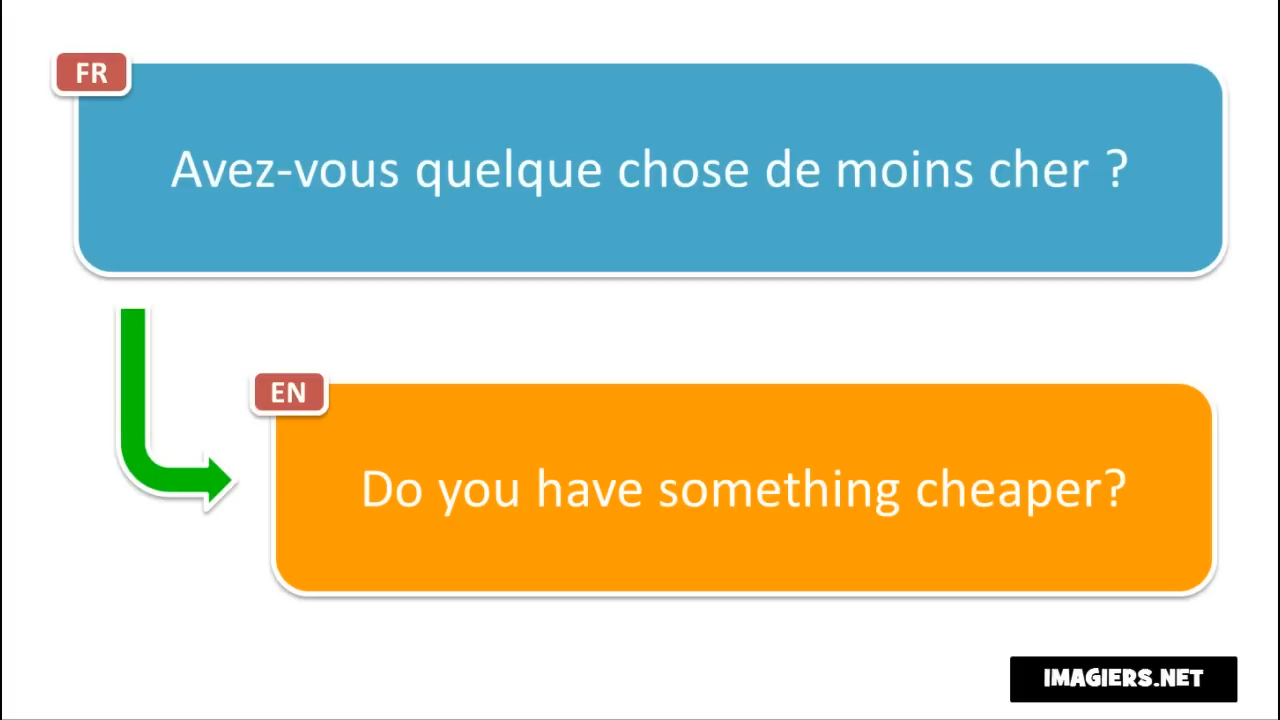 FR
Avez-vous quelque chose de moins cher ?
EN
Do you have something cheaper?
IMAGIERS.NET